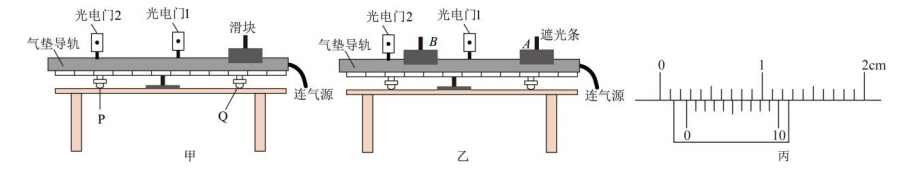 光电门2
光电门1
滑块
气垫导轨
连气源
P
Q
甲
光电门2
光电门1
B
A
遮光条
气垫导轨
连气源
乙
0
1
2cm
0
10
丙